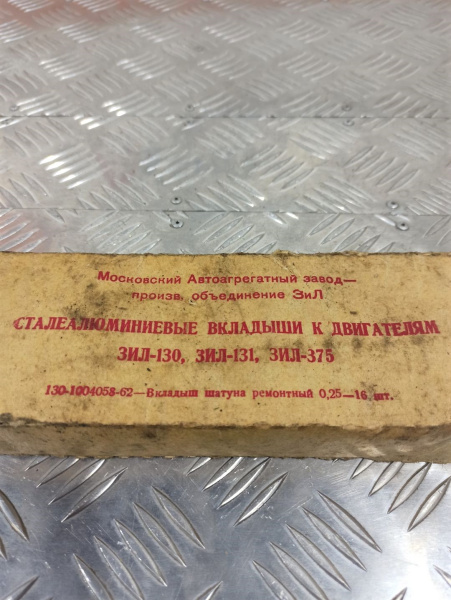 Московский Автоагрегатный завод—
произв. объединение ЗиЛ
СТАЛЕАЛЮМИНИЕВЫЕ ВКЛАДЫШИ К ДВИГАТЕЛЯМ
ЗИЛ-130, ЗИЛ-131, ЗИЛ-375
130-1004058-62—Вкладыш шатуна ремонтный 0,25—16 шт.